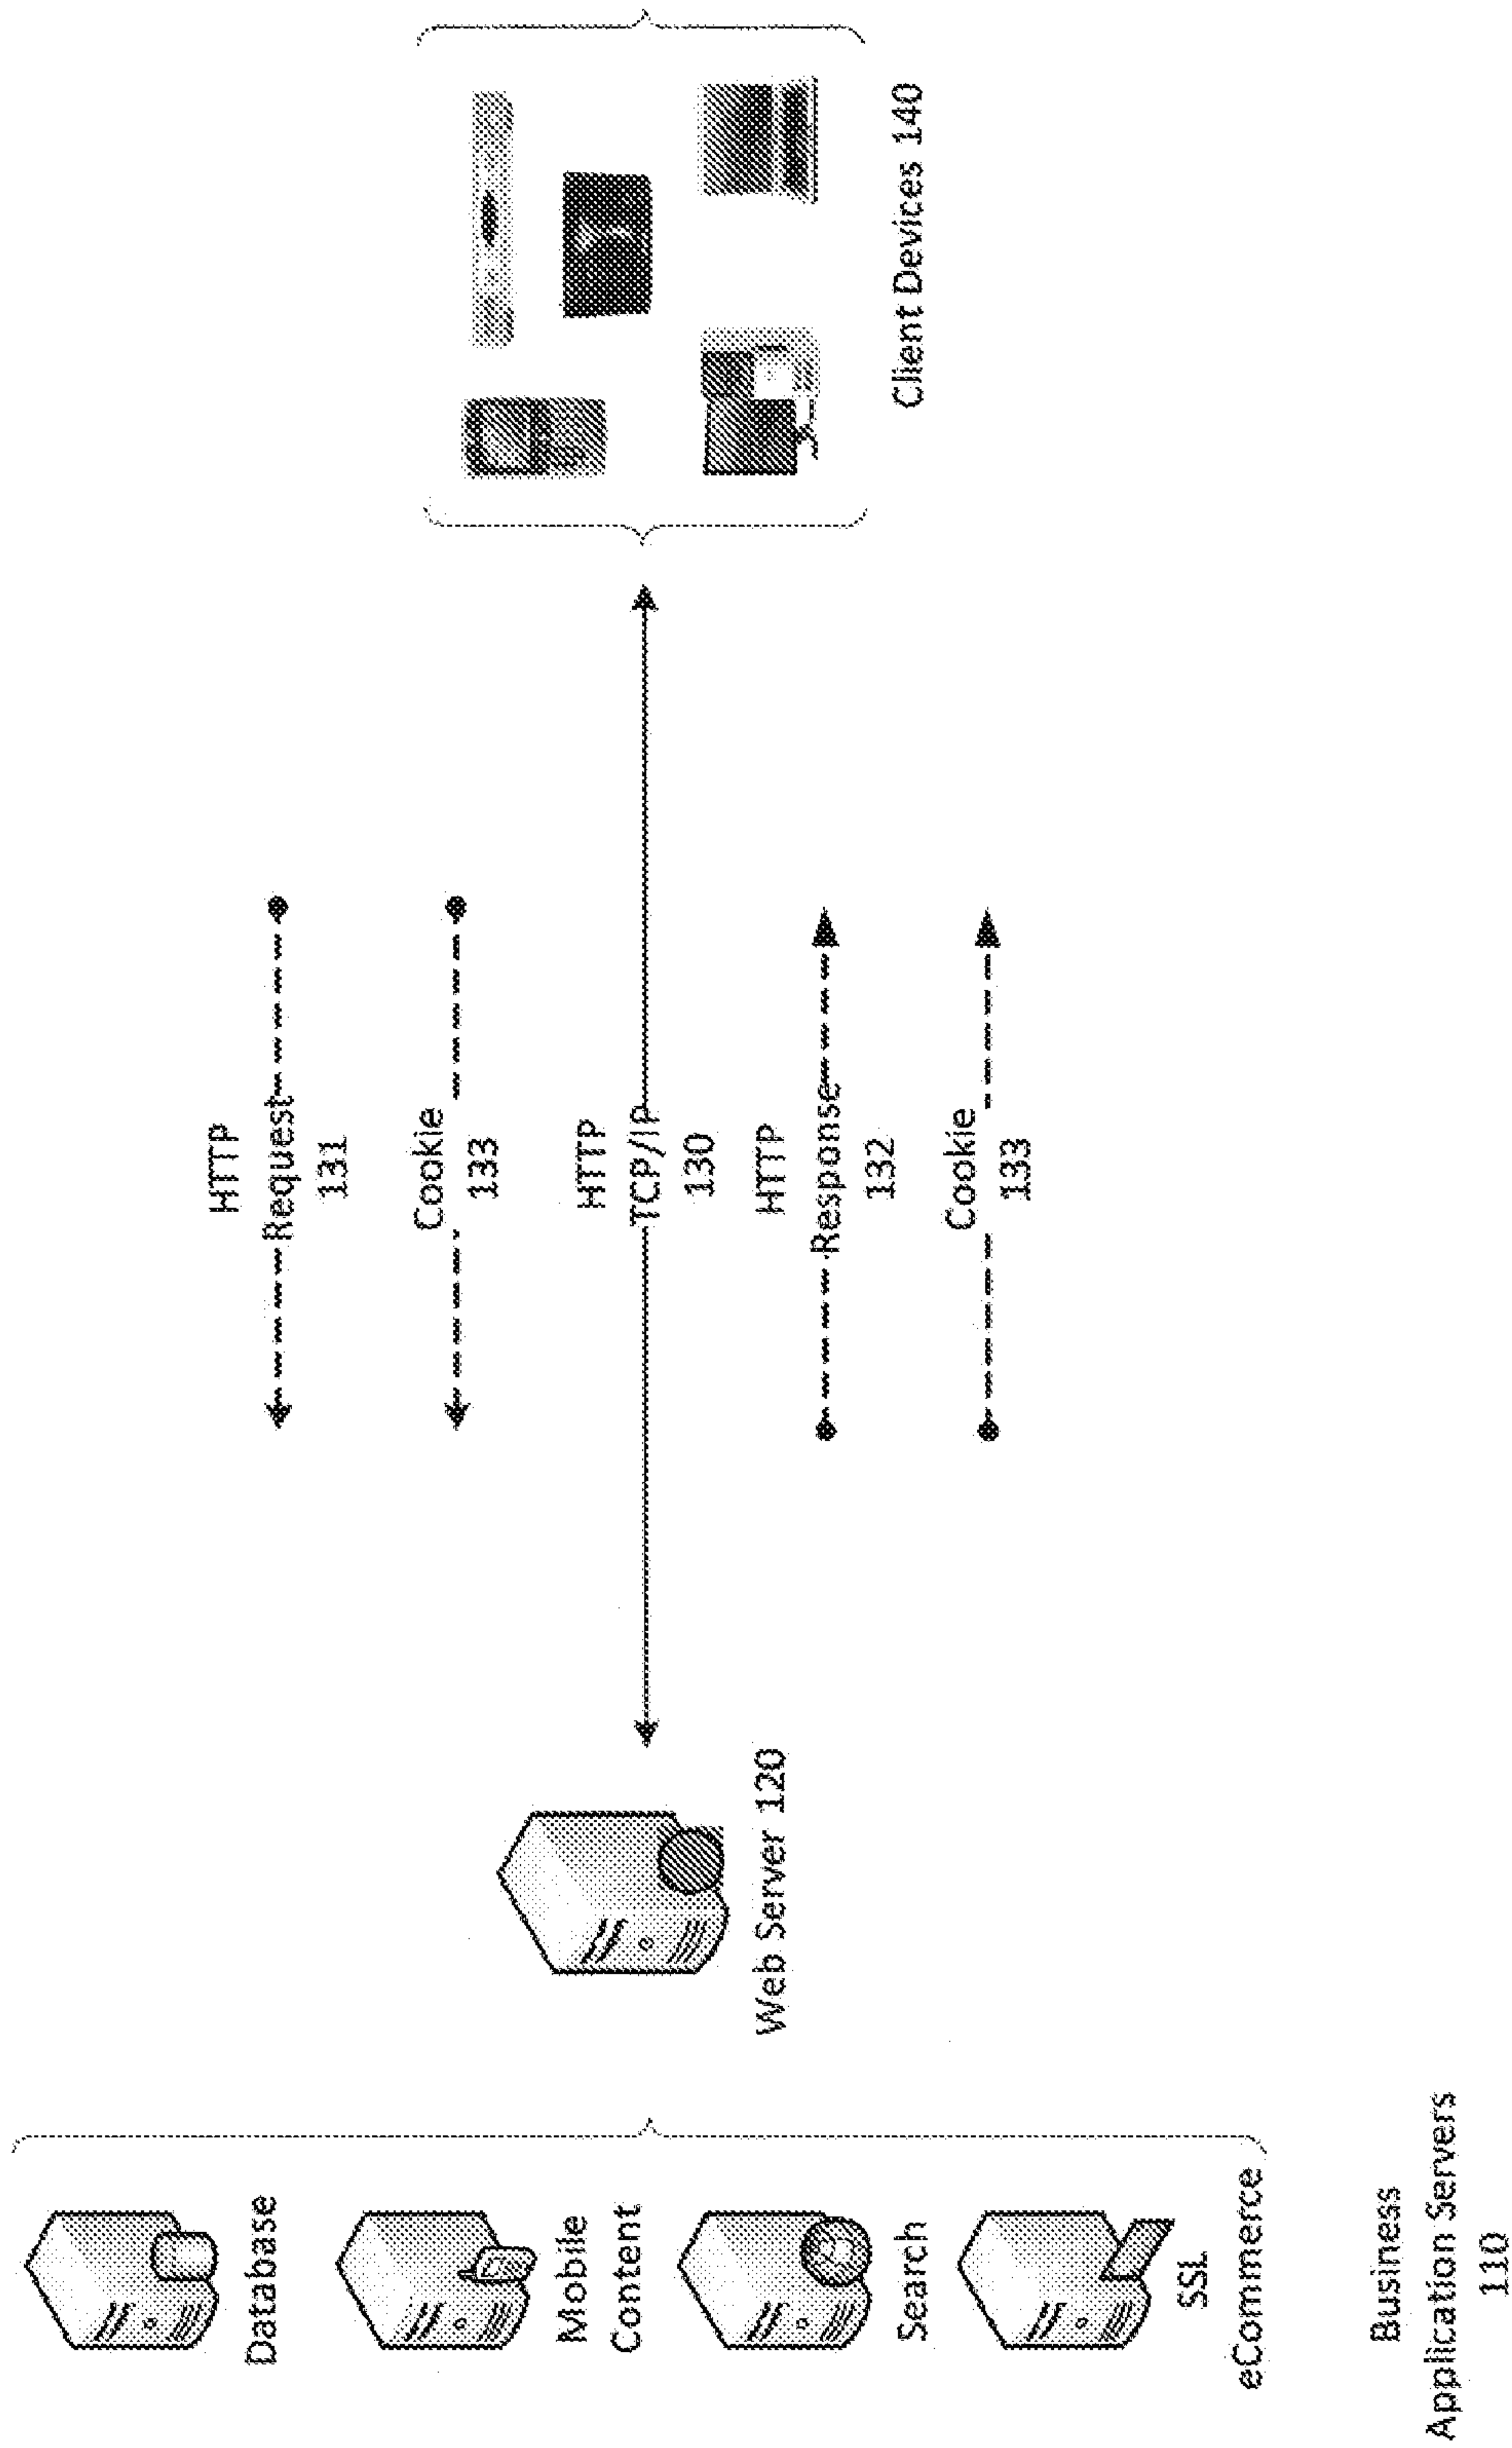 Database
Mobile
Content
Search
SSL
eCommerce
Business
Application Servers
110
Web Server 120
HTTP
Request
131
Cookie
133
HTTP
TCP/IP
130
HTTP
Response
132
Cookie
133
Client Devices 140